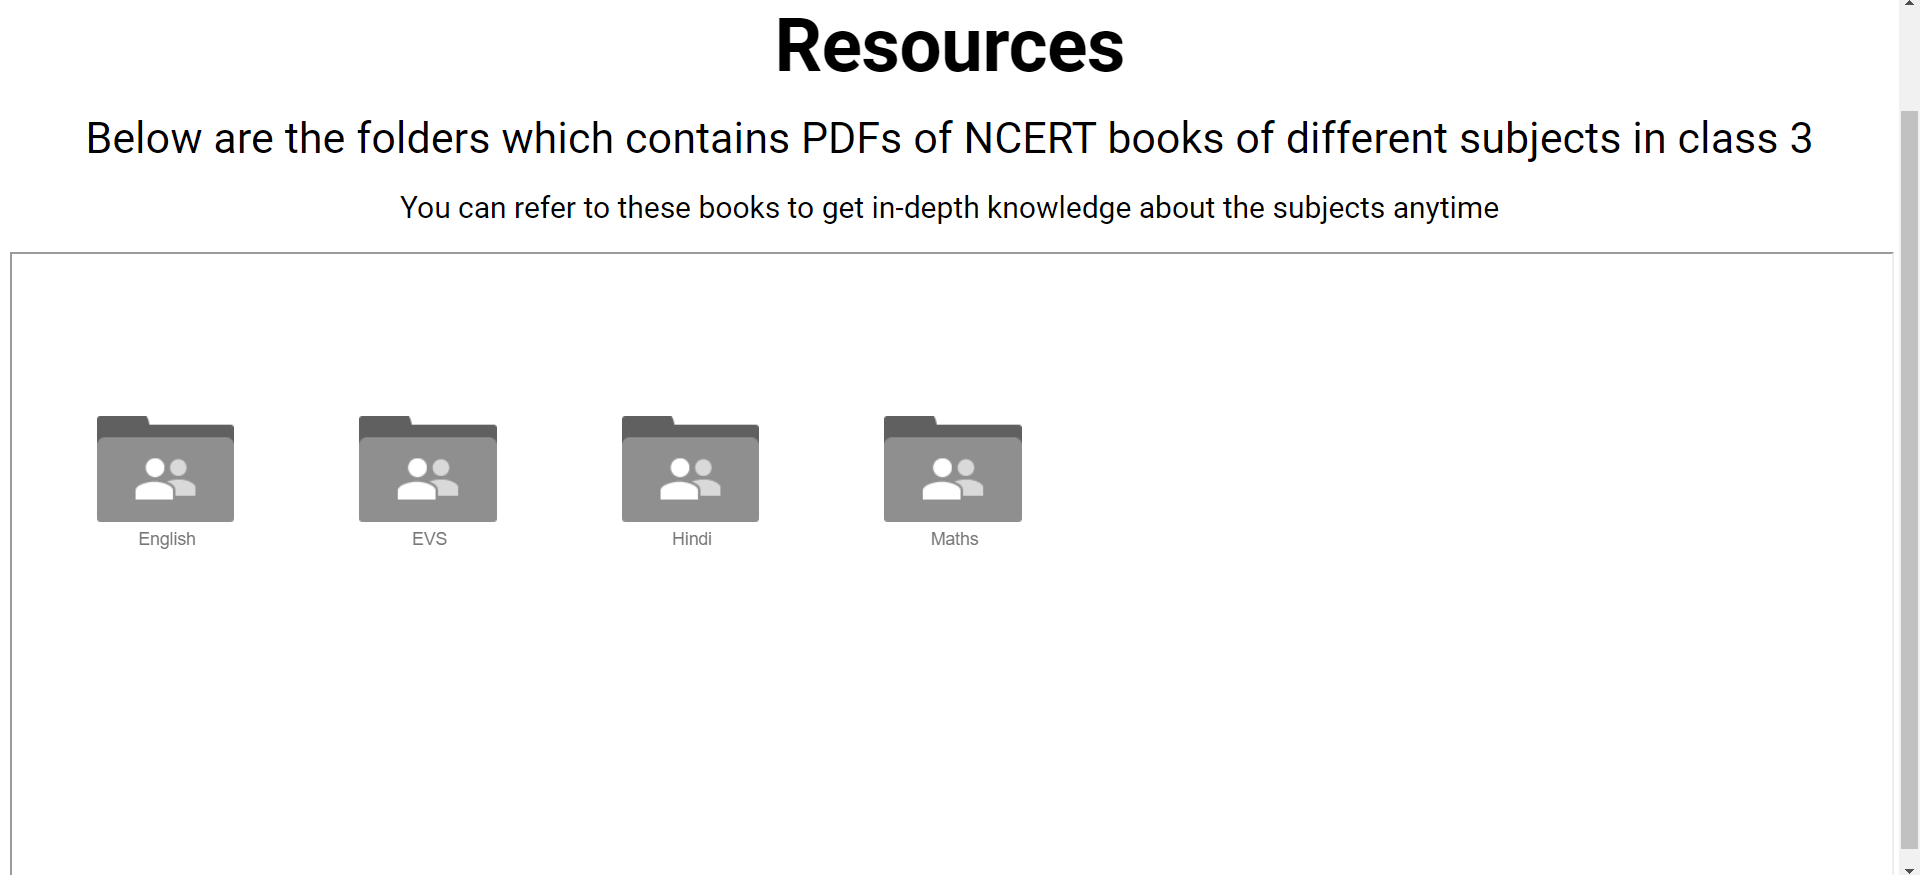 Resources
Below are the folders which contains PDFs of NCERT books of different subjects in class 3
You can refer to these books to get in-depth knowledge about the subjects anytime
English
EVS
Hindi
Maths